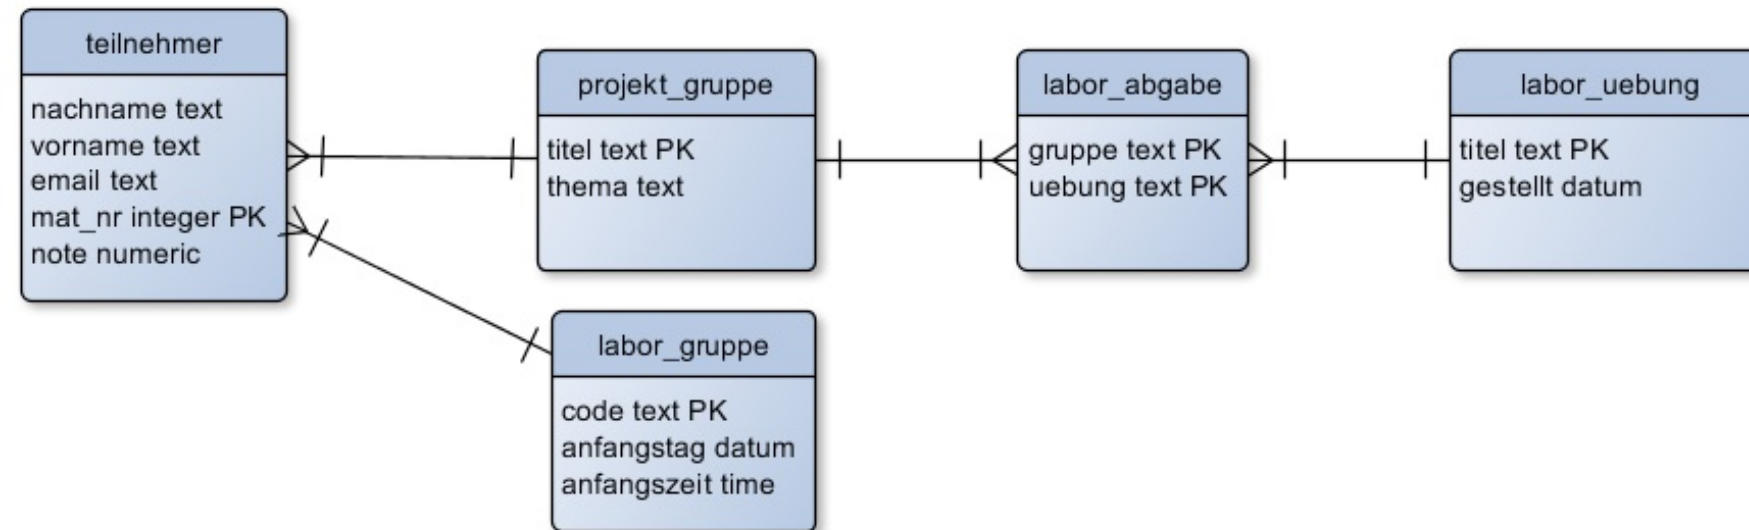 teilnehmer
nachname text
vorname text
email text
mat_nr integer PK
note numeric
projekt_gruppe
titel text PK
thema text
labor_abgabe
gruppe text PK
uebung text PK
labor_uebung
titel text PK
gestellt datum
labor_gruppe
code text PK
anfangstag datum
anfangszeit time